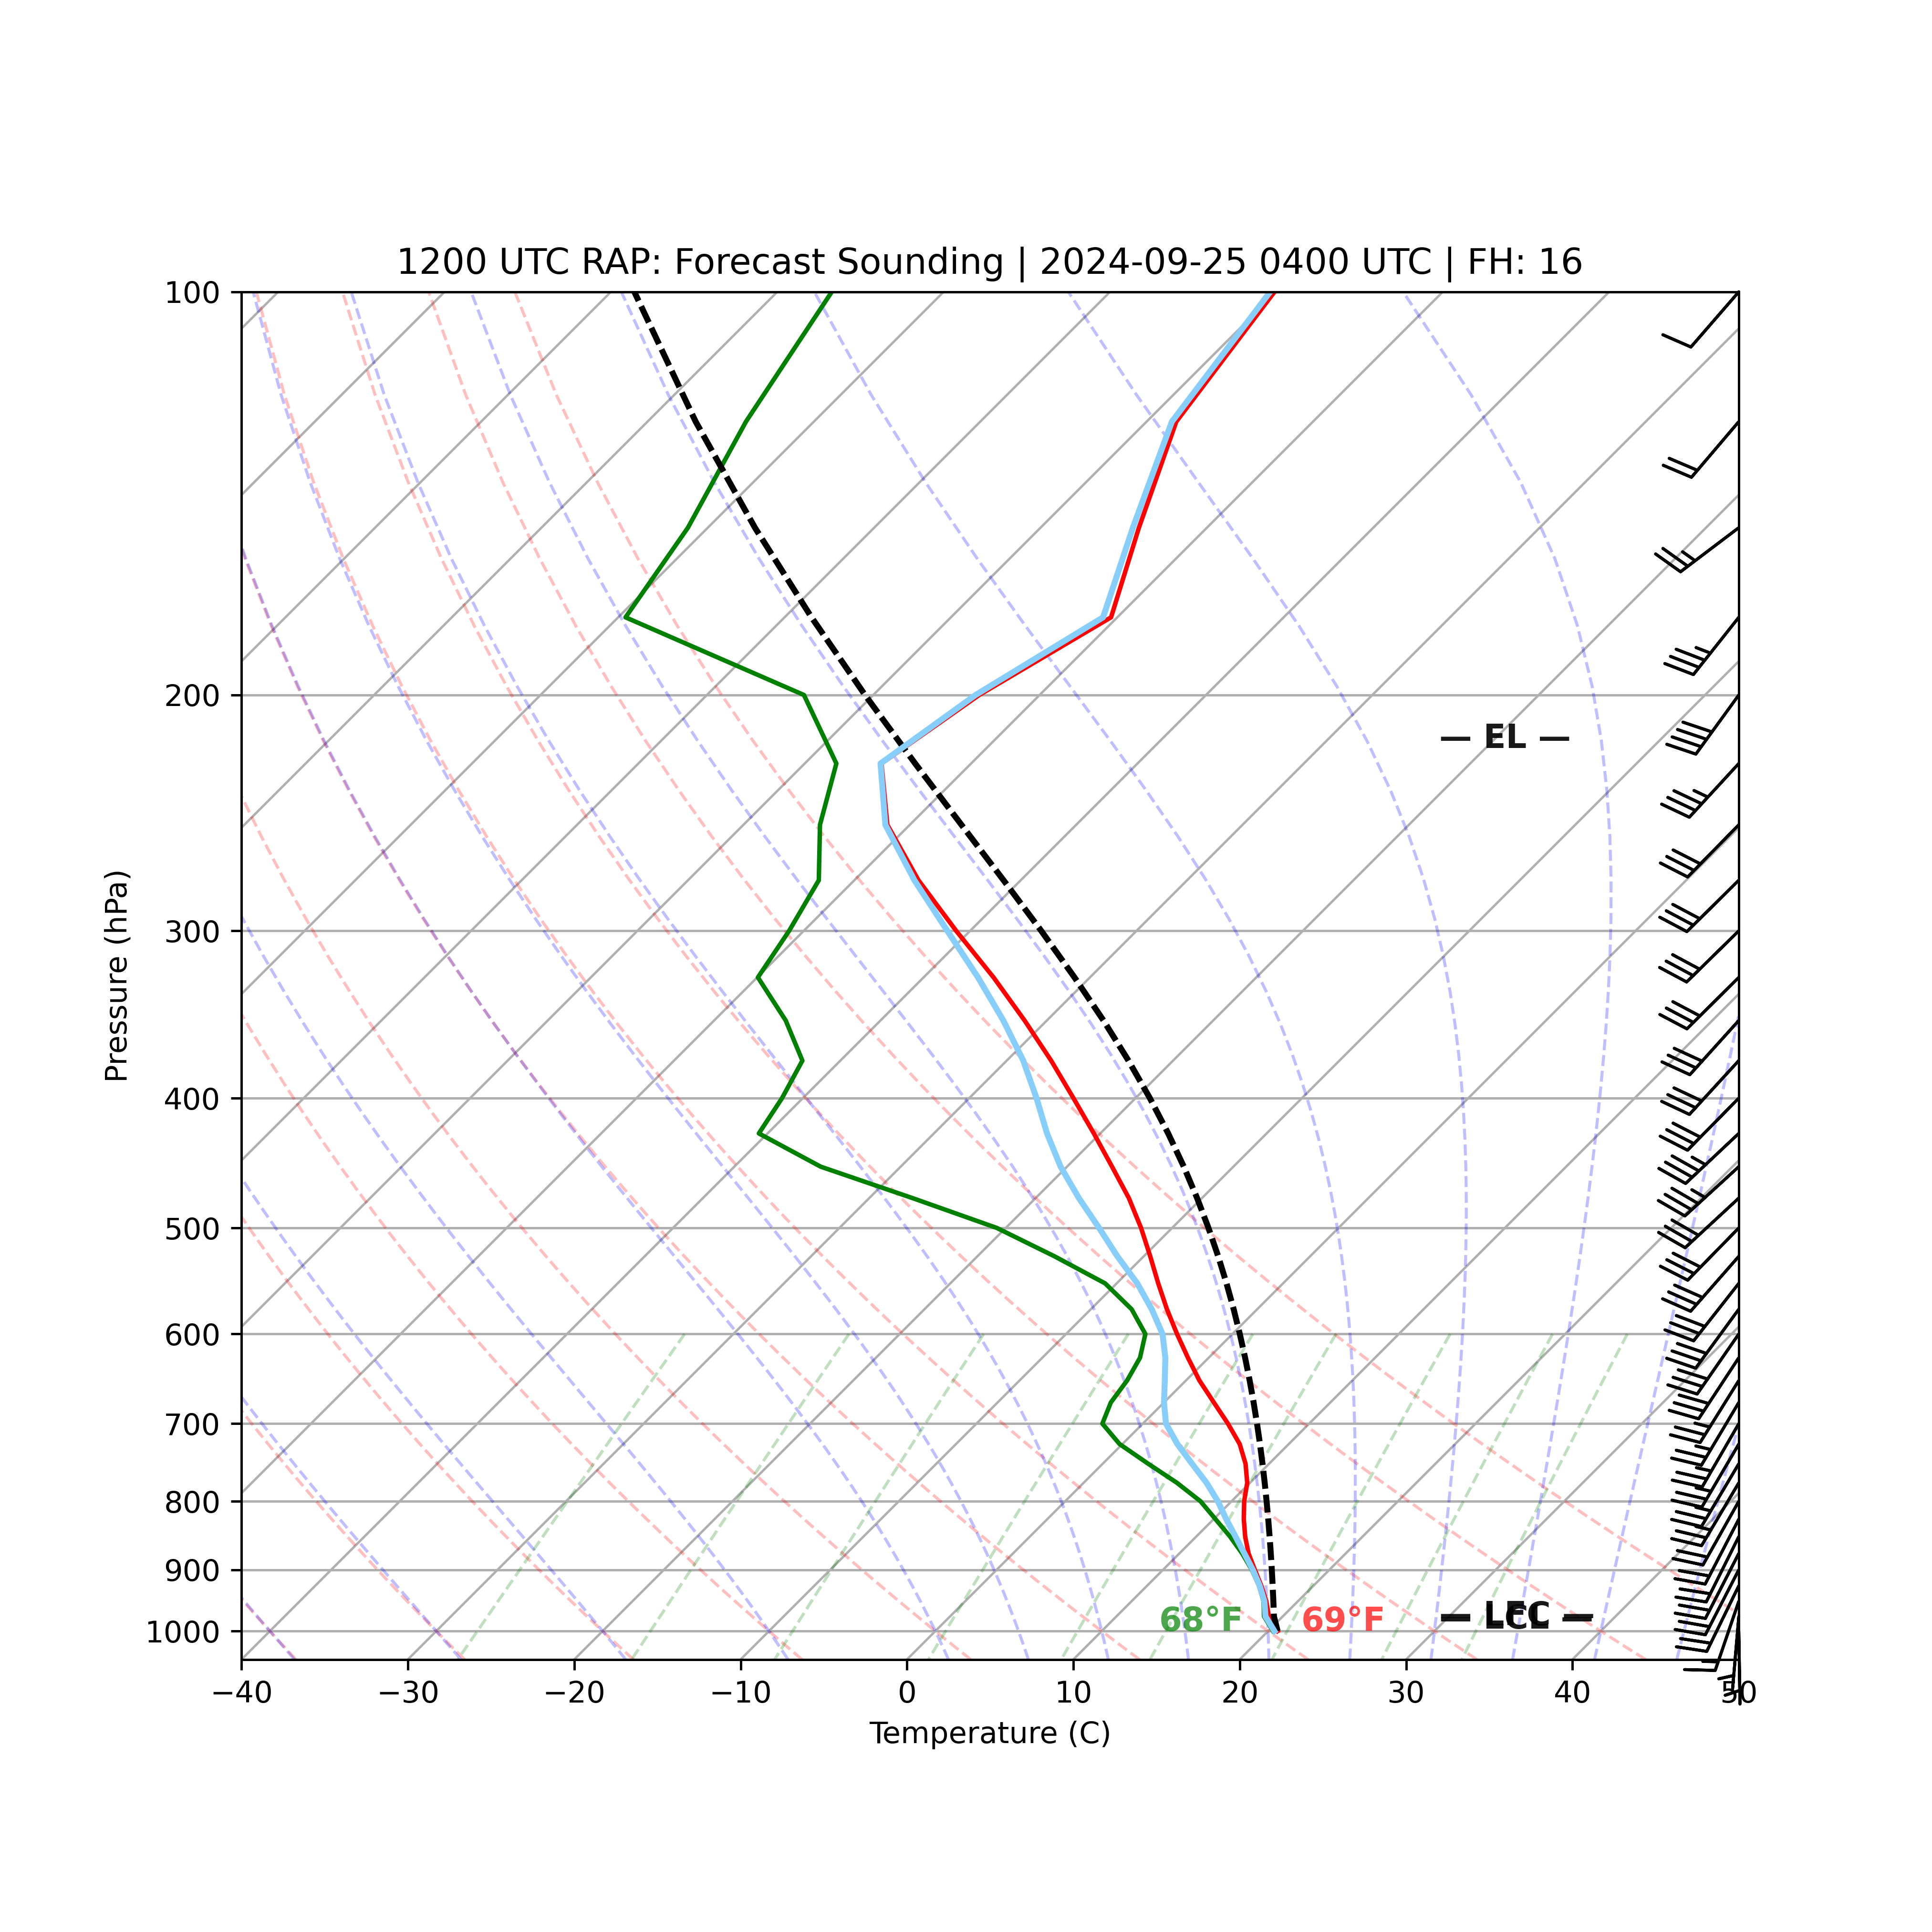 1200 UTC RAP: Forecast Sounding | 2024-09-25 0400 UTC | FH: 16
100
200
— EL —
Pressure (hPa)
300
400
500
600
700
800
900
68°F 69°F
1000
−40 −30 −20 −10 0 10 20 30 40 50
Temperature (C)